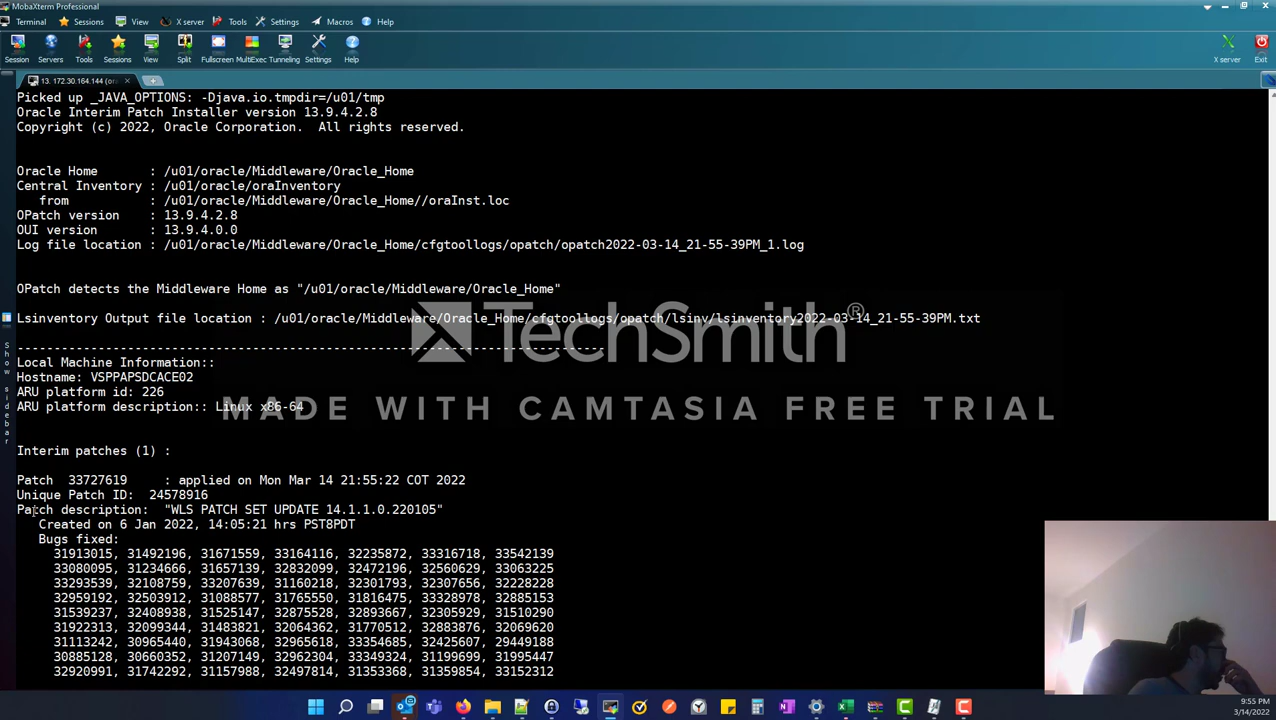 MobaXterm Professional
Terminal Sessions View X server Tools Settings Macros Help
Session Servers Tools Sessions View Split Fullscreen MultiExec Tunneling Settings Help X server Exit
13. 172.30.164.144 (or
Picked up _JAVA_OPTIONS: -Djava.io.tmpdir=/u01/tmp
Oracle Interim Patch Installer version 13.9.4.2.8
Copyright (c) 2022, Oracle Corporation.  All rights reserved.
Oracle Home       : /u01/oracle/Middleware/Oracle_Home
Central Inventory : /u01/oracle/oraInventory
   from           : /u01/oracle/Middleware/Oracle_Home//oraInst.loc
OPatch version    : 13.9.4.2.8
OUI version       : 13.9.4.0.0
Log file location : /u01/oracle/Middleware/Oracle_Home/cfgtoollogs/opatch/opatch2022-03-14_21-55-39PM_1.log
OPatch detects the Middleware Home as "/u01/oracle/Middleware/Oracle_Home"
Lsinventory Output file location : /u01/oracle/Middleware/Oracle_Home/cfgtoollogs/opatch/lsinv/lsinventory2022-03-14_21-55-39PM.txt
TechSmith®
--------------------------------------------------------------------------------
Local Machine Information::
Hostname: VSPPAPSDCACE02
ARU platform id: 226
ARU platform description:: Linux x86-64
MADE WITH CAMTASIA FREE TRIAL
Interim patches (1) :
Patch  33727619     : applied on Mon Mar 14 21:55:22 COT 2022
Unique Patch ID:  24578916
Patch description:  "WLS PATCH SET UPDATE 14.1.1.0.220105"
   Created on 6 Jan 2022, 14:05:21 hrs PST8PDT
   Bugs fixed:
     31913015, 31492196, 31671559, 33164116, 32235872, 33316718, 33542139
     33080095, 31234666, 31657139, 32832099, 32472196, 32560629, 33063225
     33293539, 32108759, 33207639, 31160218, 32301793, 32307656, 32228228
     32959192, 32503912, 31088577, 31765550, 31816475, 33328978, 32885153
     31539237, 32408938, 31525147, 32875528, 32893667, 32305929, 31510290
     31922313, 32099344, 31483821, 32064362, 31770512, 32883876, 32069620
     31113242, 30965440, 31943068, 32965618, 33354685, 32425607, 29449188
     30885128, 30660352, 31207149, 32962304, 33349324, 31199699, 31995447
     32920991, 31742292, 31157988, 32497814, 31353368, 31359854, 33152312
Show sidebar
9:55 PM
3/14/2022